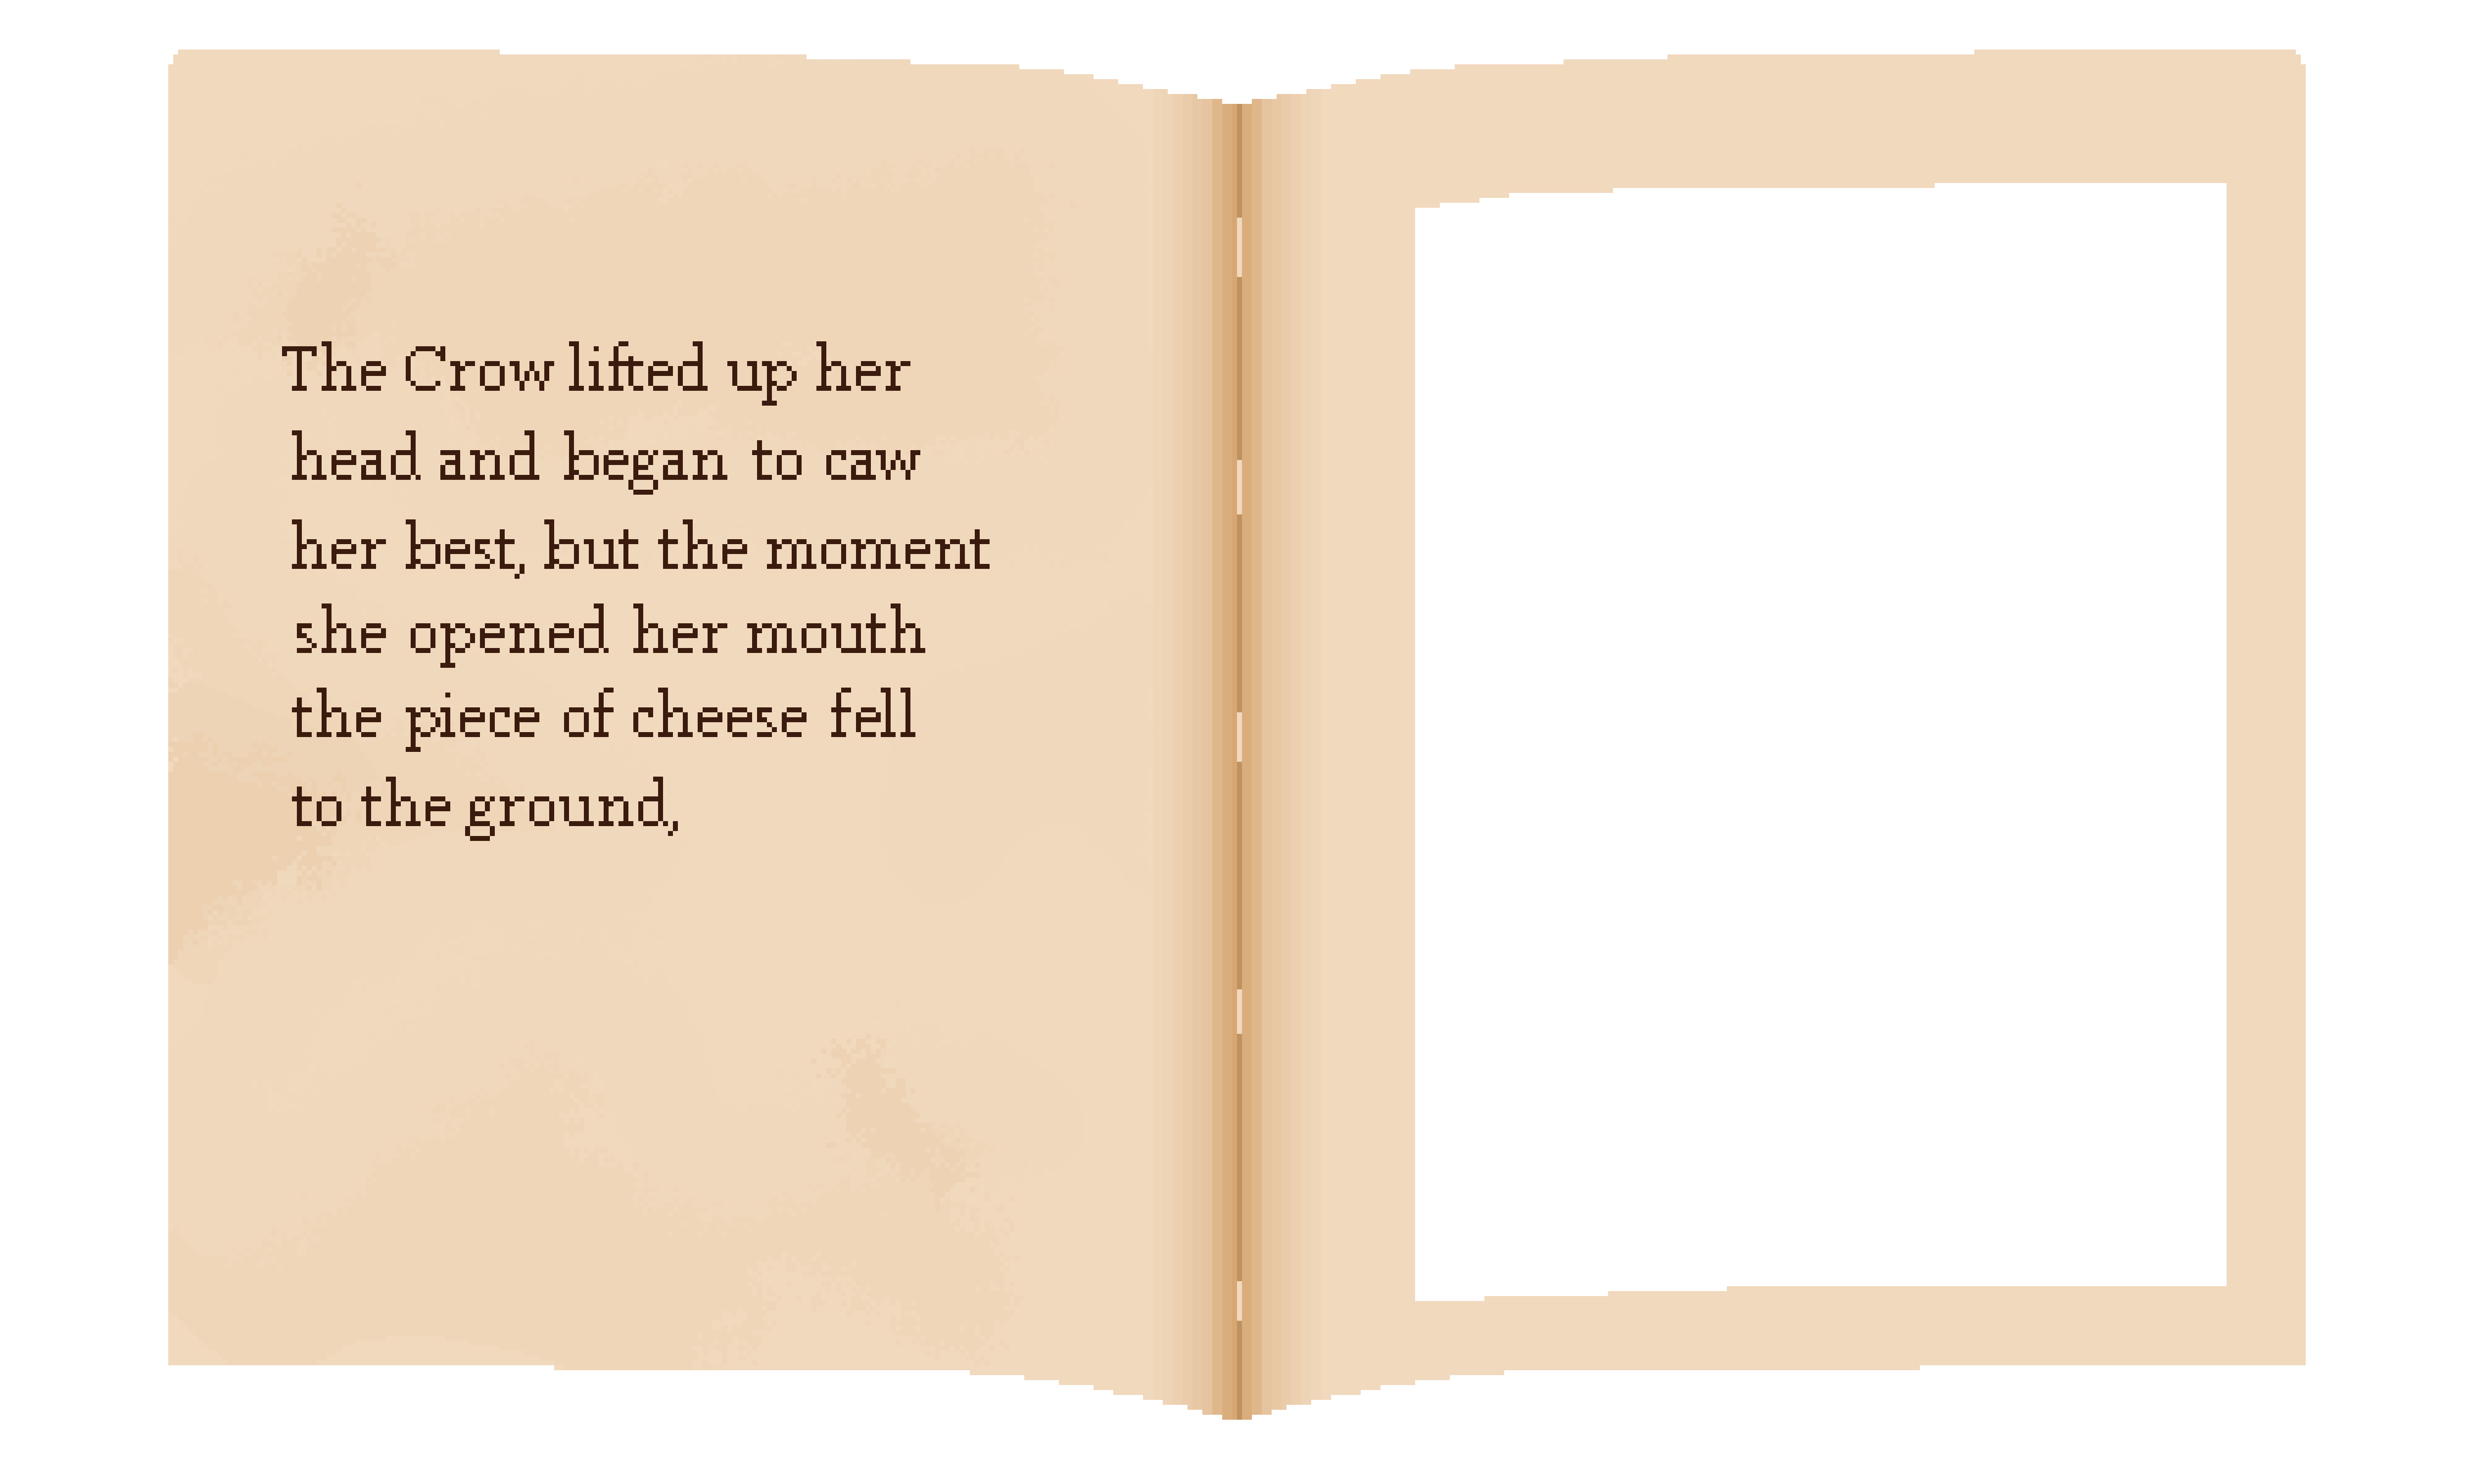 The Crow lifted up her
head and began to caw
her best, but the moment
she opened her mouth
the piece of cheese fell
to the ground,